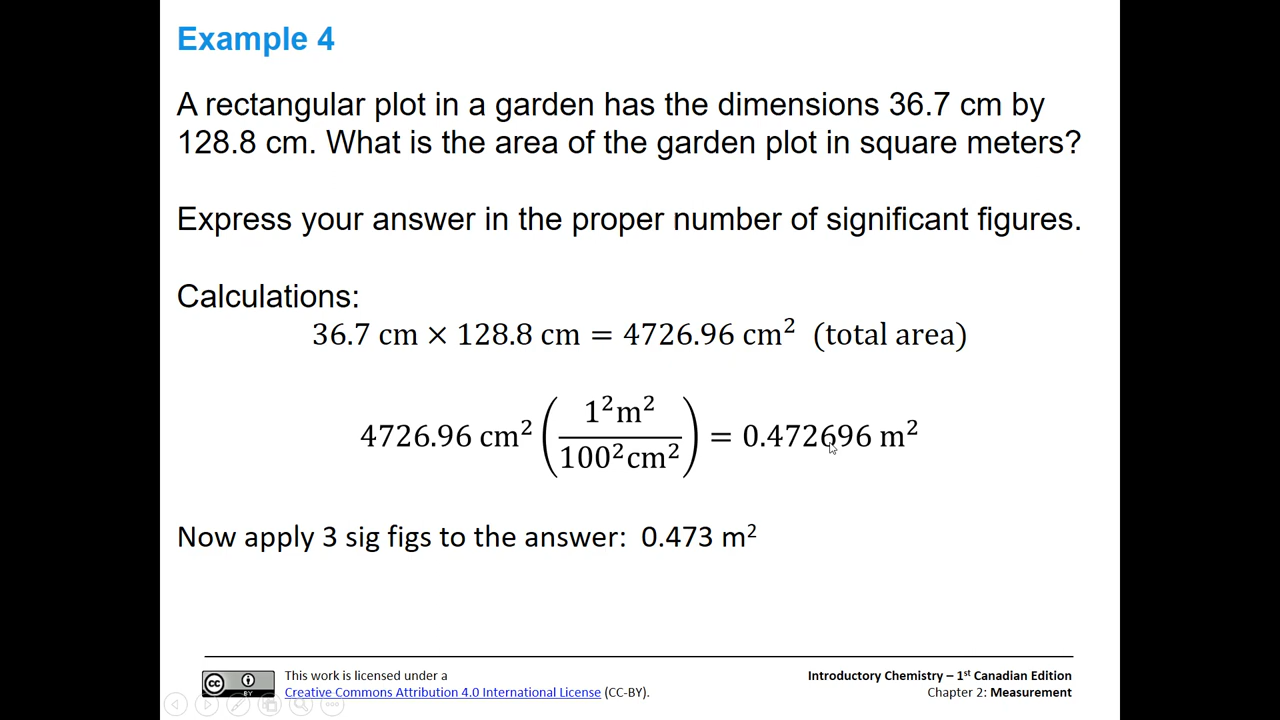 Example 4
A rectangular plot in a garden has the dimensions 36.7 cm by
128.8 cm. What is the area of the garden plot in square meters?
Express your answer in the proper number of significant figures.
Calculations:
36.7 cm × 128.8 cm = 4726.96 cm² (total area)
4726.96 cm² (1²m² / 100²cm²) = 0.472696 m²
Now apply 3 sig figs to the answer: 0.473 m²
cc BY
This work is licensed under a
Creative Commons Attribution 4.0 International License (CC-BY).
Introductory Chemistry – 1st Canadian Edition
Chapter 2: Measurement